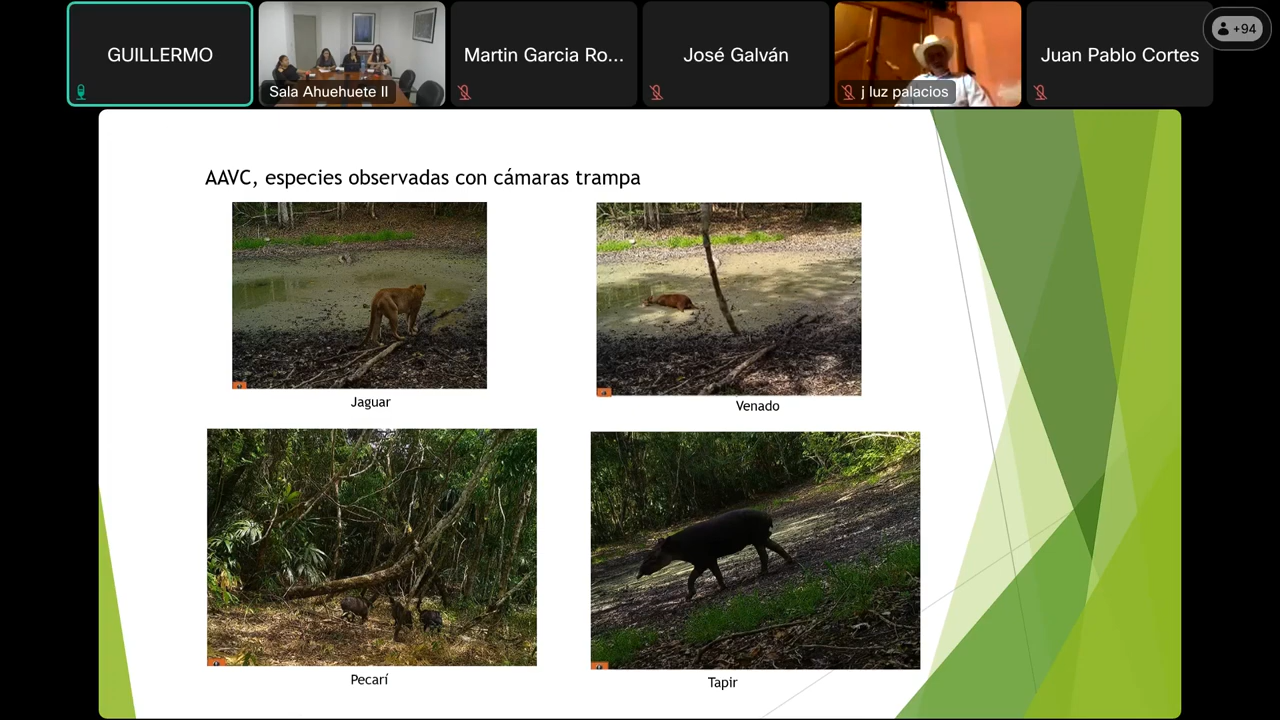 GUILLERMO
Sala Ahuehuete II
Martin Garcia Ro...
José Galván
j luz palacios
Juan Pablo Cortes
+94
AAVC, especies observadas con cámaras trampa
Jaguar
Venado
Pecarí
Tapir